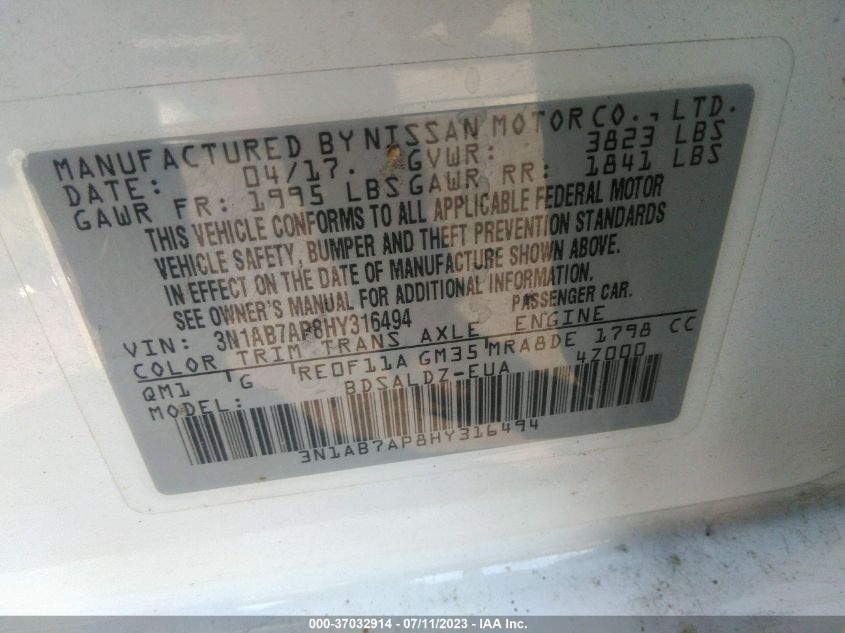 MANUFACTURED BY NISSAN MOTOR CO., LTD.
DATE: 04/17. GVWR: 3823 LBS
GAWR FR: 1995 LBS GAWR RR: 1841 LBS
THIS VEHICLE CONFORMS TO ALL APPLICABLE FEDERAL MOTOR
VEHICLE SAFETY, BUMPER AND THEFT PREVENTION STANDARDS
IN EFFECT ON THE DATE OF MANUFACTURE SHOWN ABOVE.
SEE OWNER'S MANUAL FOR ADDITIONAL INFORMATION.
VIN: 3N1AB7AP8HY316494 PASSENGER CAR.
COLOR TRIM TRANS AXLE ENGINE
QM1 G RE0F11A GM35 MRA8DE 1798 CC
MODEL: BDSALDZ-EUA 4Z000
3N1AB7AP8HY316494
000-37032914 - 07/11/2023 - IAA Inc.